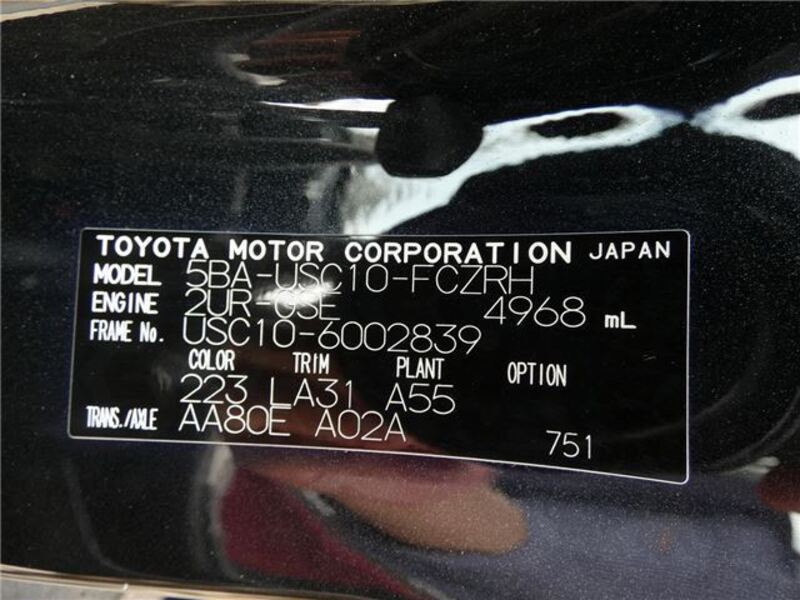 TOYOTA MOTOR CORPORATION JAPAN
MODEL 5BA-USC10-FCZRH
ENGINE 2UR-GSE 4968 mL
FRAME No. USC10-6002839
COLOR TRIM PLANT OPTION
223 LA31 A55
TRANS./AXLE AA80E A02A
751